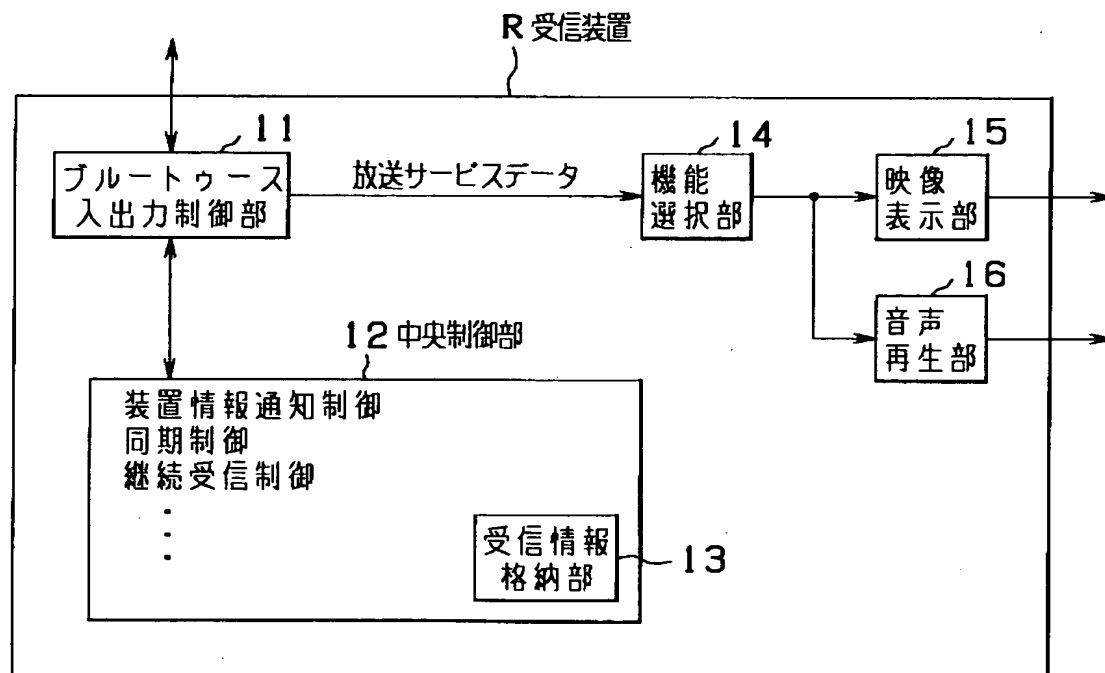 R 受信装置
11
ブルートゥース
入出力制御部
放送サービスデータ
14
機能
選択部
15
映像
表示部
16
音声
再生部
12 中央制御部
装置情報通知制御
同期制御
継続受信制御
・
・
・
受信情報
格納部
13